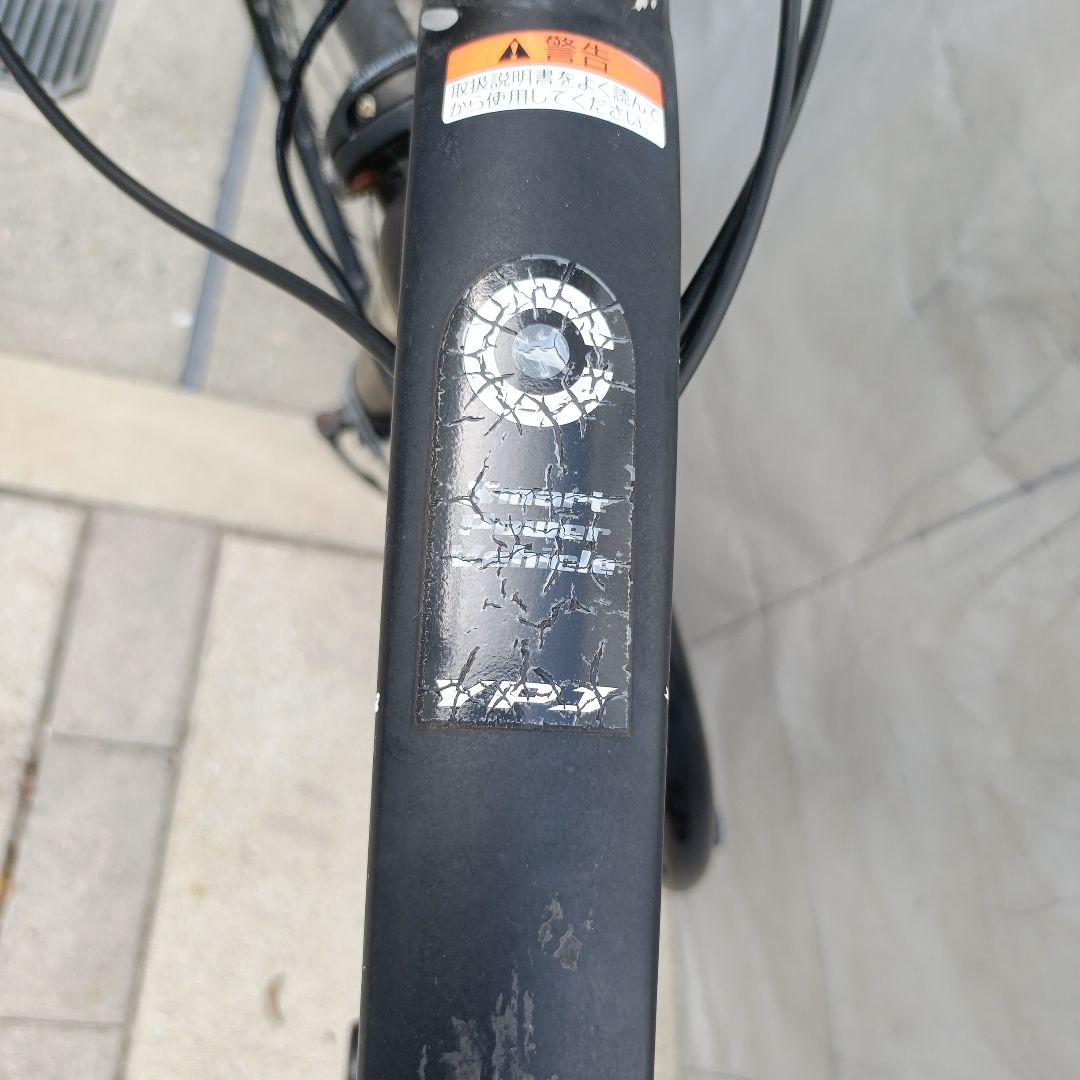 警告
取扱説明書をよく読んで
から使用してください。
Smart
Power
Vehicle
YPJ